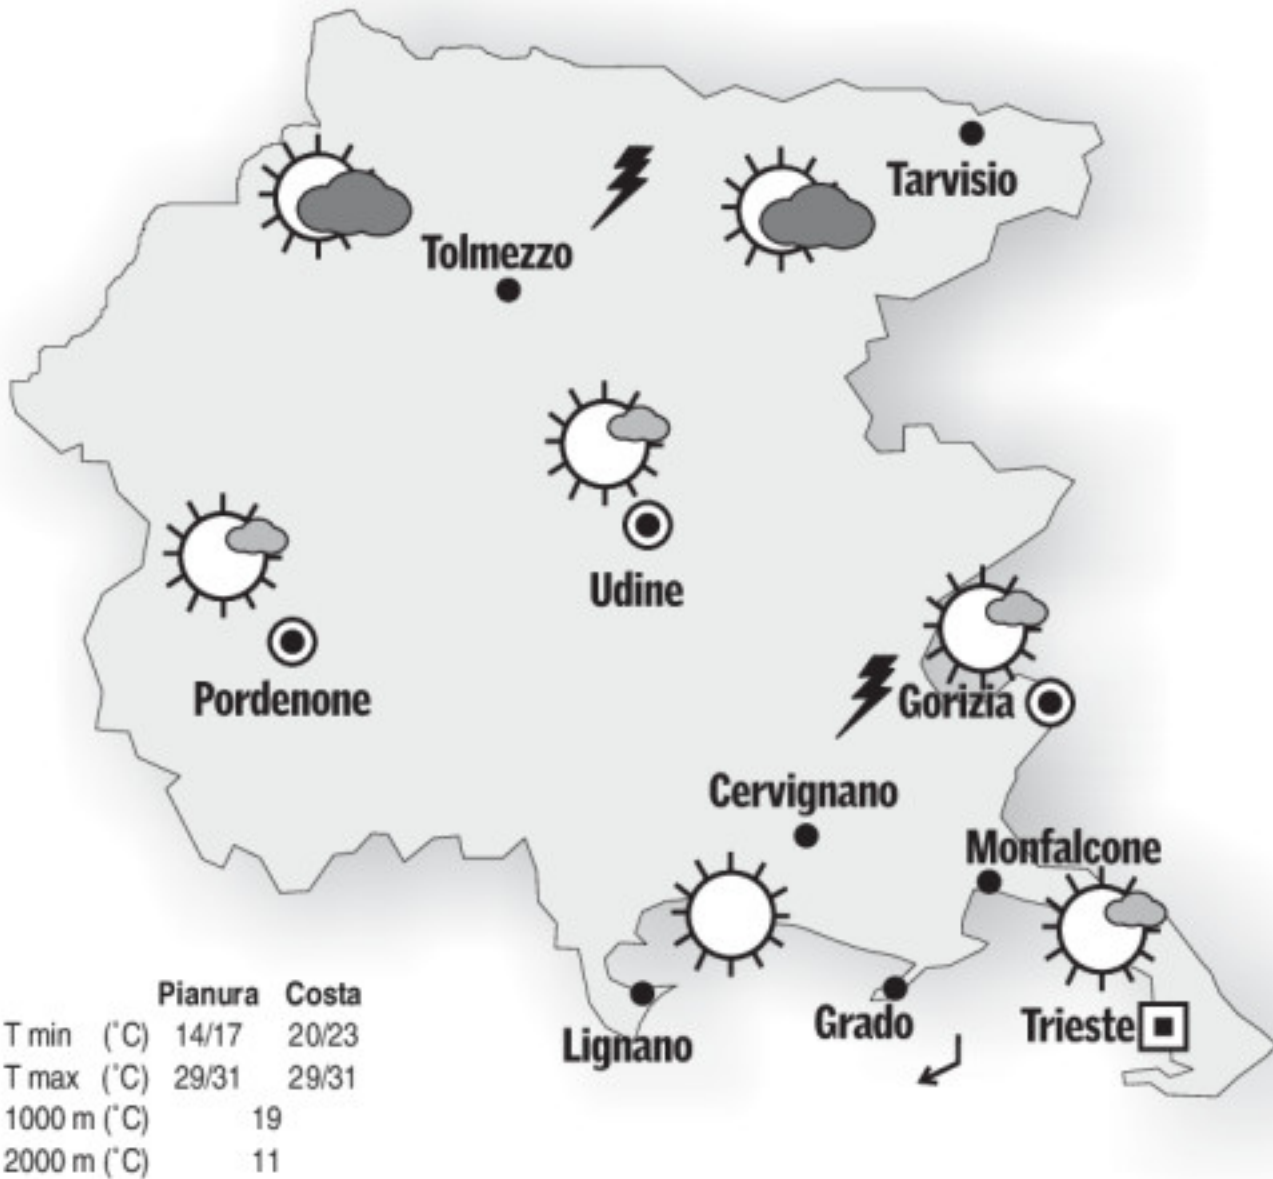 Tarvisio
Tolmezzo
Udine
Pordenone
Gorizia
Cervignano
Monfalcone
Grado
Trieste
Lignano
Pianura Costa
T min (˚C) 14/17 20/23
T max (˚C) 29/31 29/31
1000 m (˚C) 19
2000 m (˚C) 11